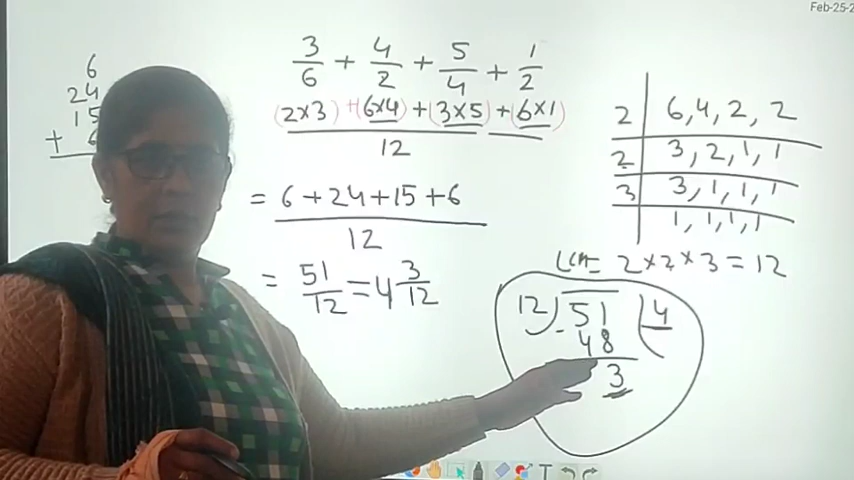 Feb-25-2
6
24
15
+ 6
3/6 + 4/2 + 5/4 + 1/2
(2×3) + (6×4) + (3×5) + (6×1)
12
= 6 + 24 + 15 + 6
12
= 51/12 = 4 3/12
2 | 6, 4, 2, 2
2 | 3, 2, 1, 1
3 | 3, 1, 1, 1
1, 1, 1, 1
LCM = 2 × 2 × 3 = 12
12 ) 51 ( 4
- 48
3